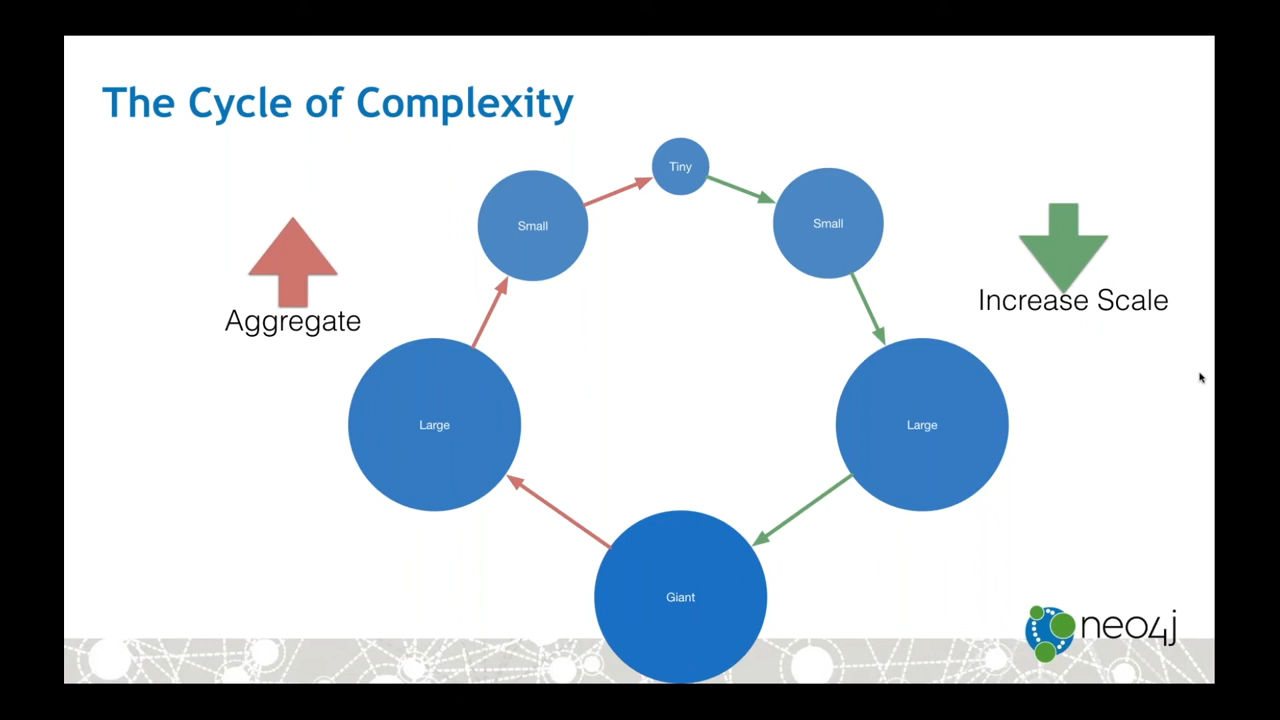 The Cycle of Complexity
Tiny
Small
Small
Aggregate
Increase Scale
Large
Large
Giant
neo4j